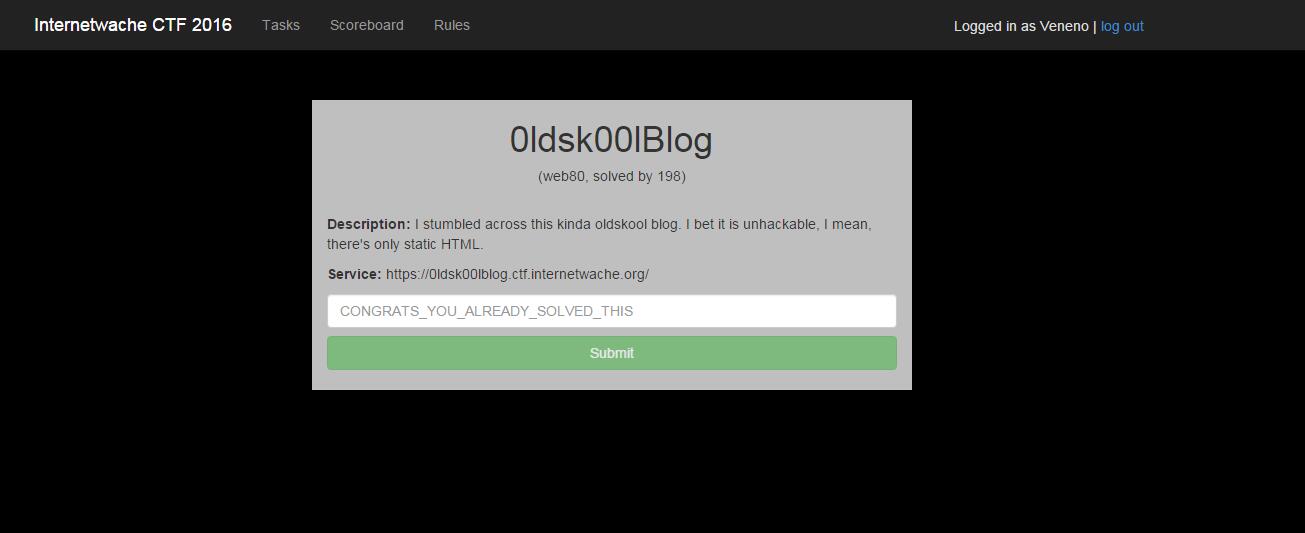 Internetwache CTF 2016 Tasks Scoreboard Rules Logged in as Veneno | log out
0ldsk00lBlog
(web80, solved by 198)
Description: I stumbled across this kinda oldskool blog. I bet it is unhackable, I mean,
there's only static HTML.
Service: https://0ldsk00lblog.ctf.internetwache.org/
CONGRATS_YOU_ALREADY_SOLVED_THIS
Submit